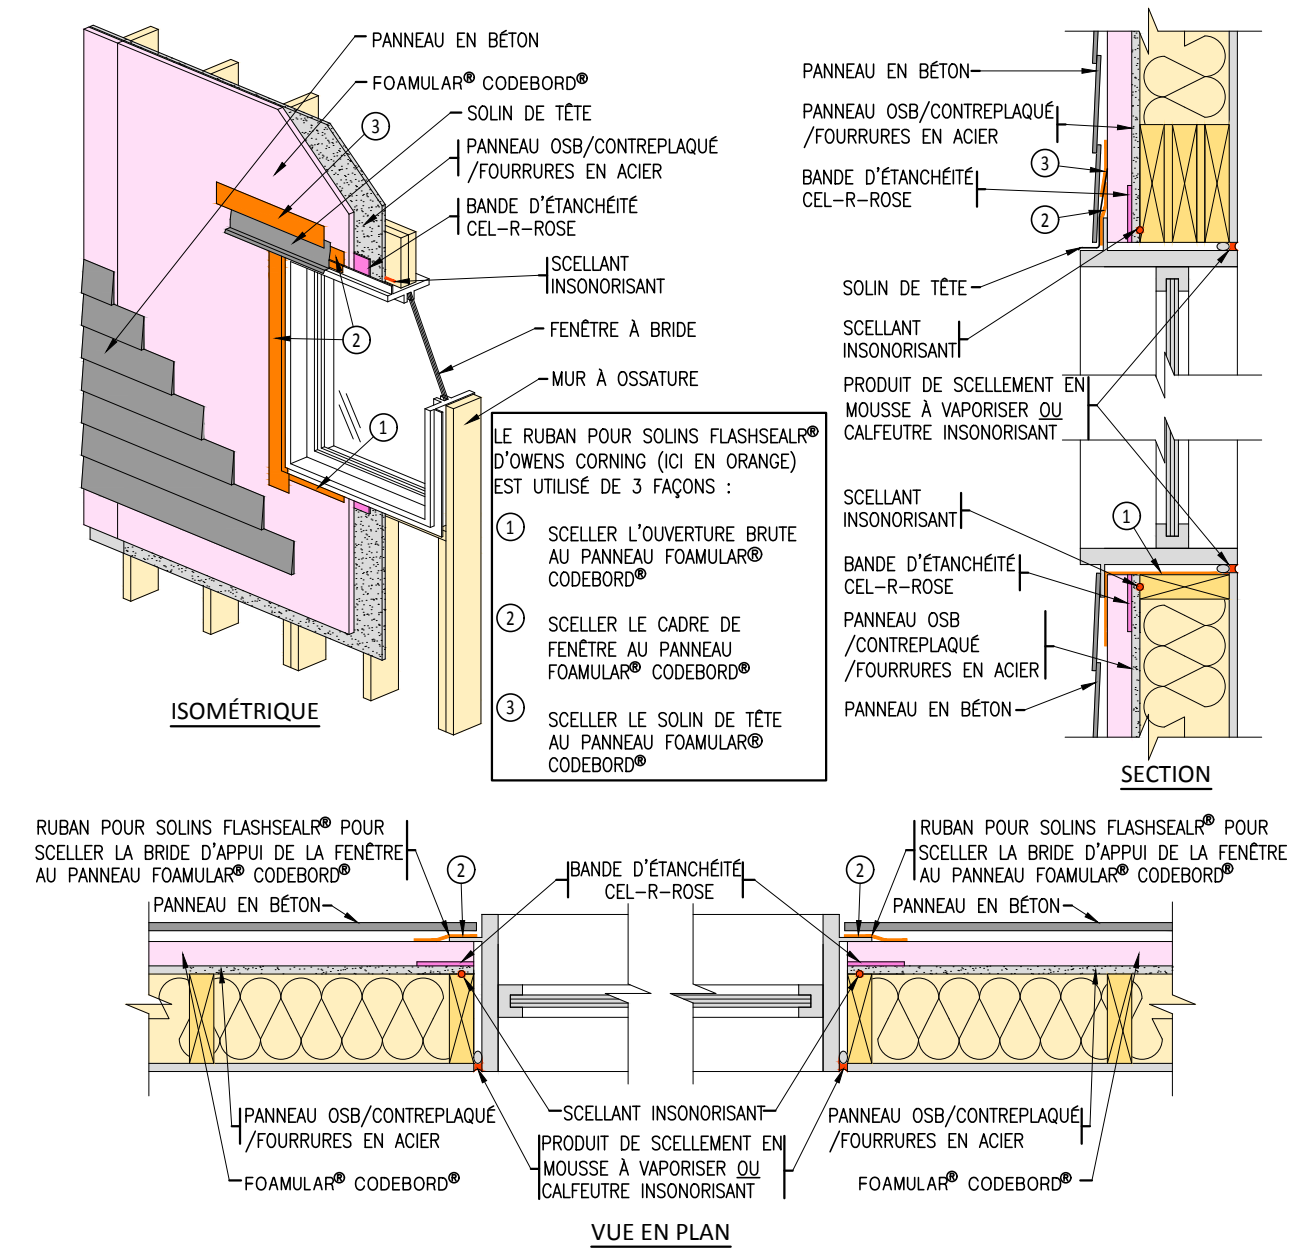 PANNEAU EN BÉTON
FOAMULAR® CODEBORD®
SOLIN DE TÊTE
3
PANNEAU OSB/CONTREPLAQUÉ
/FOURRURES EN ACIER
BANDE D'ÉTANCHÉITÉ
CEL-R-ROSE
SCELLANT
INSONORISANT
2
FENÊTRE À BRIDE
MUR À OSSATURE
1
ISOMÉTRIQUE
LE RUBAN POUR SOLINS FLASHSEALR®
D'OWENS CORNING (ICI EN ORANGE)
EST UTILISÉ DE 3 FAÇONS :
1 SCELLER L'OUVERTURE BRUTE
AU PANNEAU FOAMULAR®
CODEBORD®
2 SCELLER LE CADRE DE
FENÊTRE AU PANNEAU
FOAMULAR® CODEBORD®
3 SCELLER LE SOLIN DE TÊTE
AU PANNEAU FOAMULAR®
CODEBORD®
PANNEAU EN BÉTON
PANNEAU OSB/CONTREPLAQUÉ
/FOURRURES EN ACIER
3
BANDE D'ÉTANCHÉITÉ
CEL-R-ROSE
2
SOLIN DE TÊTE
SCELLANT
INSONORISANT
PRODUIT DE SCELLEMENT EN
MOUSSE À VAPORISER OU
CALFEUTRE INSONORISANT
SCELLANT
INSONORISANT
1
BANDE D'ÉTANCHÉITÉ
CEL-R-ROSE
PANNEAU OSB
/CONTREPLAQUÉ
/FOURRURES EN ACIER
PANNEAU EN BÉTON
SECTION
RUBAN POUR SOLINS FLASHSEALR® POUR
SCELLER LA BRIDE D'APPUI DE LA FENÊTRE
AU PANNEAU FOAMULAR® CODEBORD®
2
PANNEAU EN BÉTON
BANDE D'ÉTANCHÉITÉ
CEL-R-ROSE
2
RUBAN POUR SOLINS FLASHSEALR® POUR
SCELLER LA BRIDE D'APPUI DE LA FENÊTRE
AU PANNEAU FOAMULAR® CODEBORD®
PANNEAU EN BÉTON
PANNEAU OSB/CONTREPLAQUÉ
/FOURRURES EN ACIER
FOAMULAR® CODEBORD®
SCELLANT INSONORISANT
PRODUIT DE SCELLEMENT EN
MOUSSE À VAPORISER OU
CALFEUTRE INSONORISANT
PANNEAU OSB/CONTREPLAQUÉ
/FOURRURES EN ACIER
FOAMULAR® CODEBORD®
VUE EN PLAN